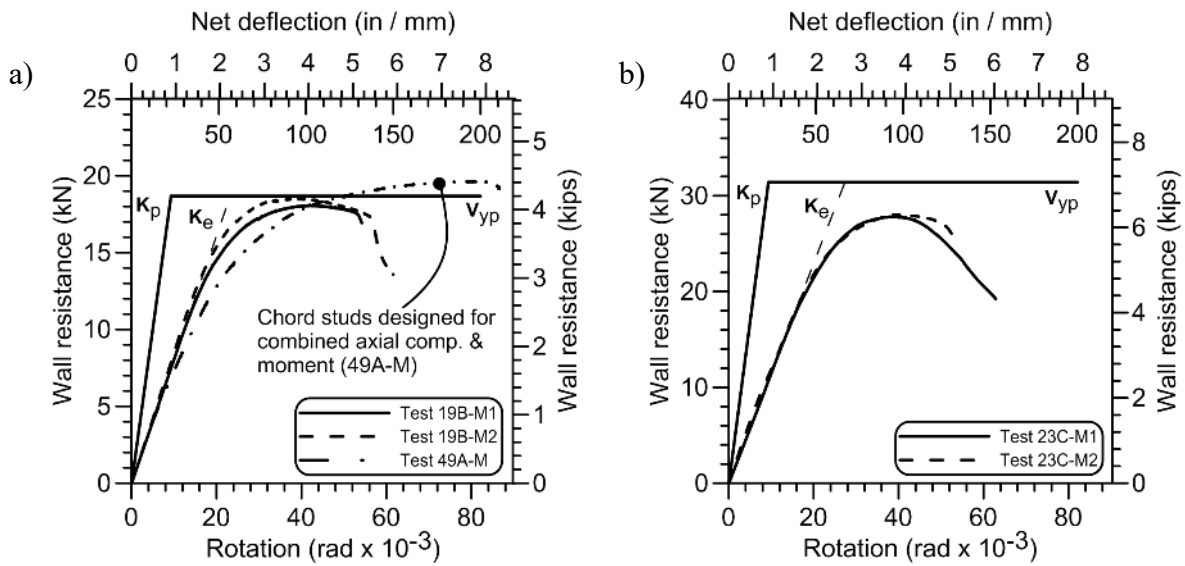 a)
Net deflection (in / mm)
0 1 2 3 4 5 6 7 8
50 100 150 200
Wall resistance (kN)
25
20
15
10
5
0
Kp
Ke
Vyp
Chord studs designed for
combined axial comp. &
moment (49A-M)
Test 19B-M1
Test 19B-M2
Test 49A-M
Wall resistance (kips)
5
4
3
2
1
0
0 20 40 60 80
Rotation (rad x 10-3)
b)
Net deflection (in / mm)
0 1 2 3 4 5 6 7 8
50 100 150 200
Wall resistance (kN)
40
30
20
10
0
Kp
Ke
Vyp
Test 23C-M1
Test 23C-M2
Wall resistance (kips)
8
6
4
2
0
0 20 40 60 80
Rotation (rad x 10-3)